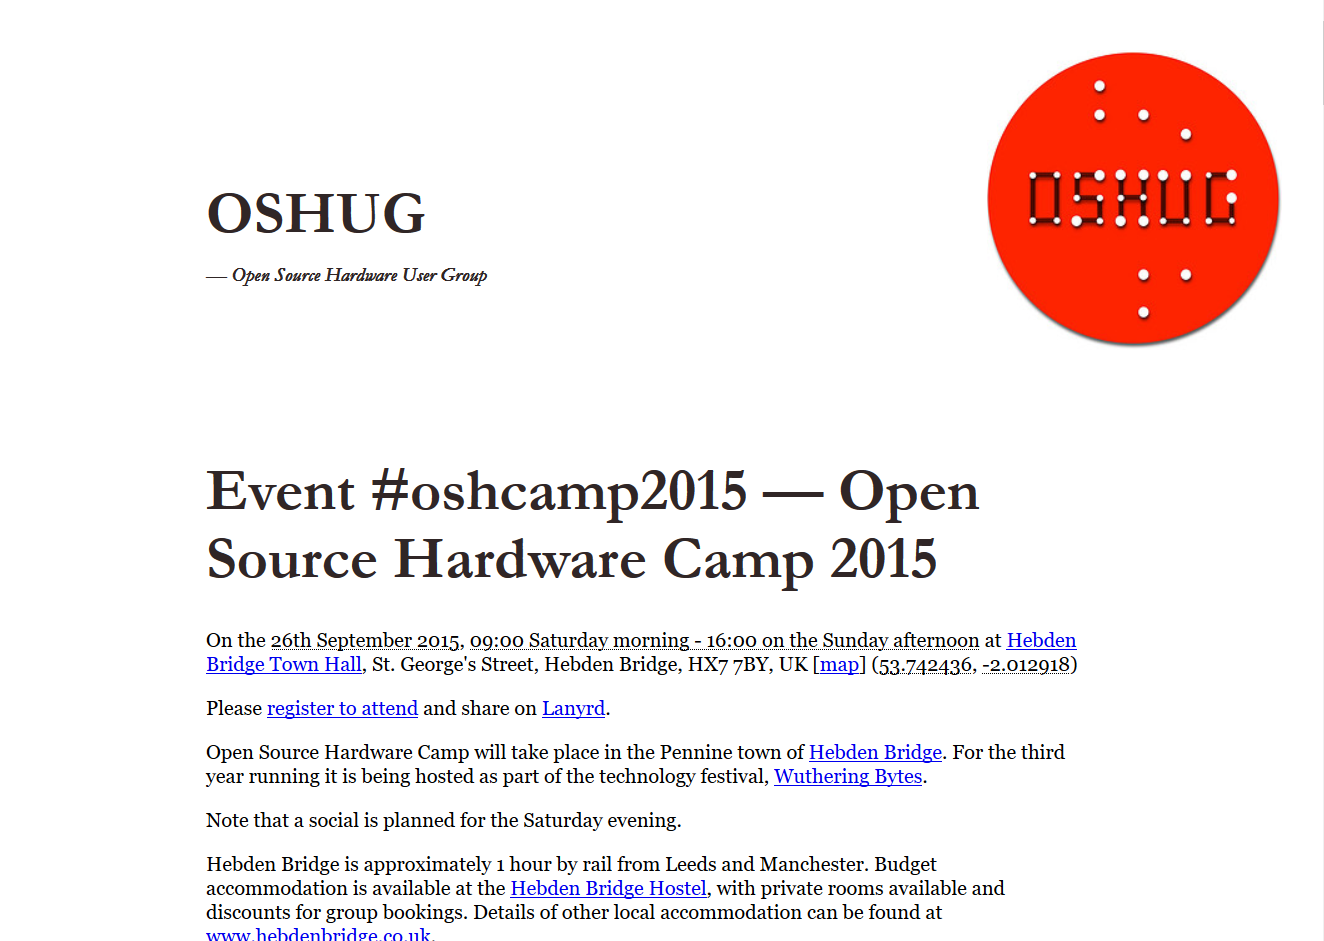 OSHUG
OSHUG
— Open Source Hardware User Group
Event #oshcamp2015 — Open
Source Hardware Camp 2015
On the 26th September 2015, 09:00 Saturday morning - 16:00 on the Sunday afternoon at Hebden
Bridge Town Hall, St. George's Street, Hebden Bridge, HX7 7BY, UK [map] (53.742436, -2.012918)
Please register to attend and share on Lanyrd.
Open Source Hardware Camp will take place in the Pennine town of Hebden Bridge. For the third
year running it is being hosted as part of the technology festival, Wuthering Bytes.
Note that a social is planned for the Saturday evening.
Hebden Bridge is approximately 1 hour by rail from Leeds and Manchester. Budget
accommodation is available at the Hebden Bridge Hostel, with private rooms available and
discounts for group bookings. Details of other local accommodation can be found at
www.hebdenbridge.co.uk.